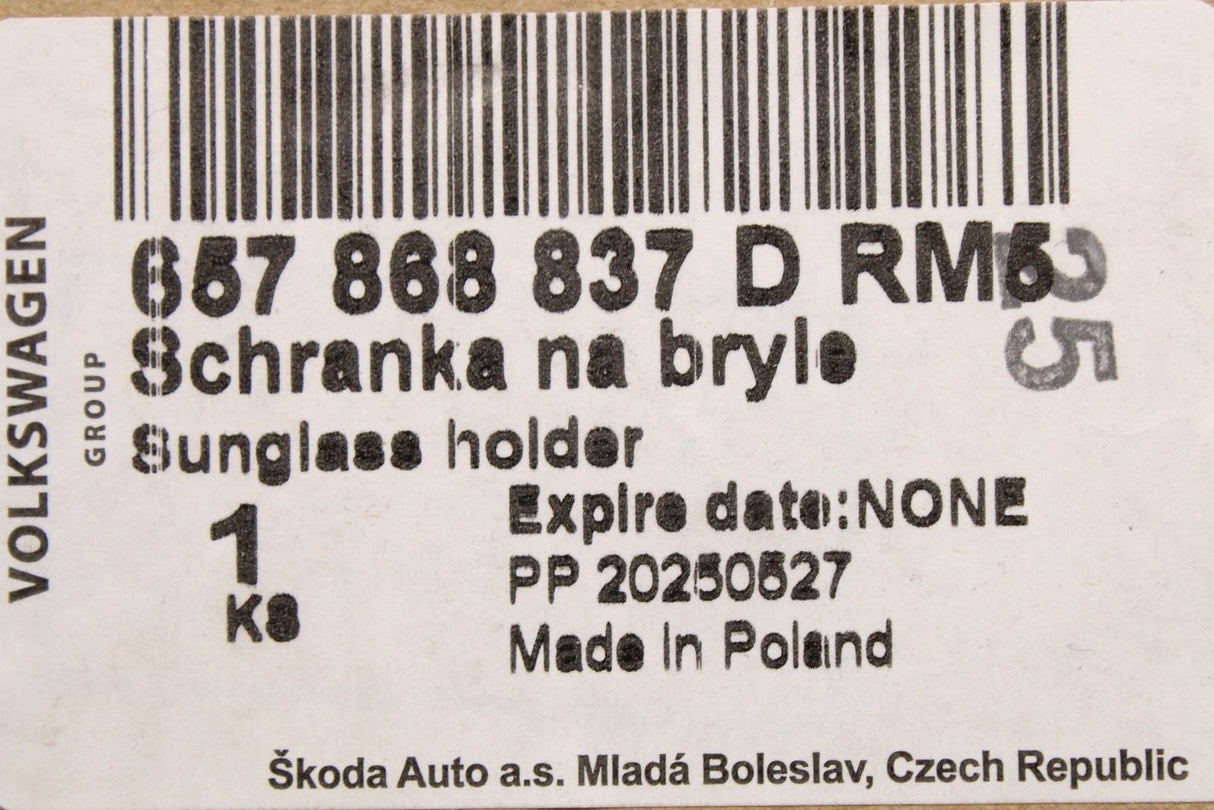 VOLKSWAGEN
GROUP
657 868 837 D RM5
25
Schranka na bryle
Sunglass holder
1
KS
Expire date:NONE
PP 20250527
Made in Poland
Škoda Auto a.s. Mladá Boleslav, Czech Republic